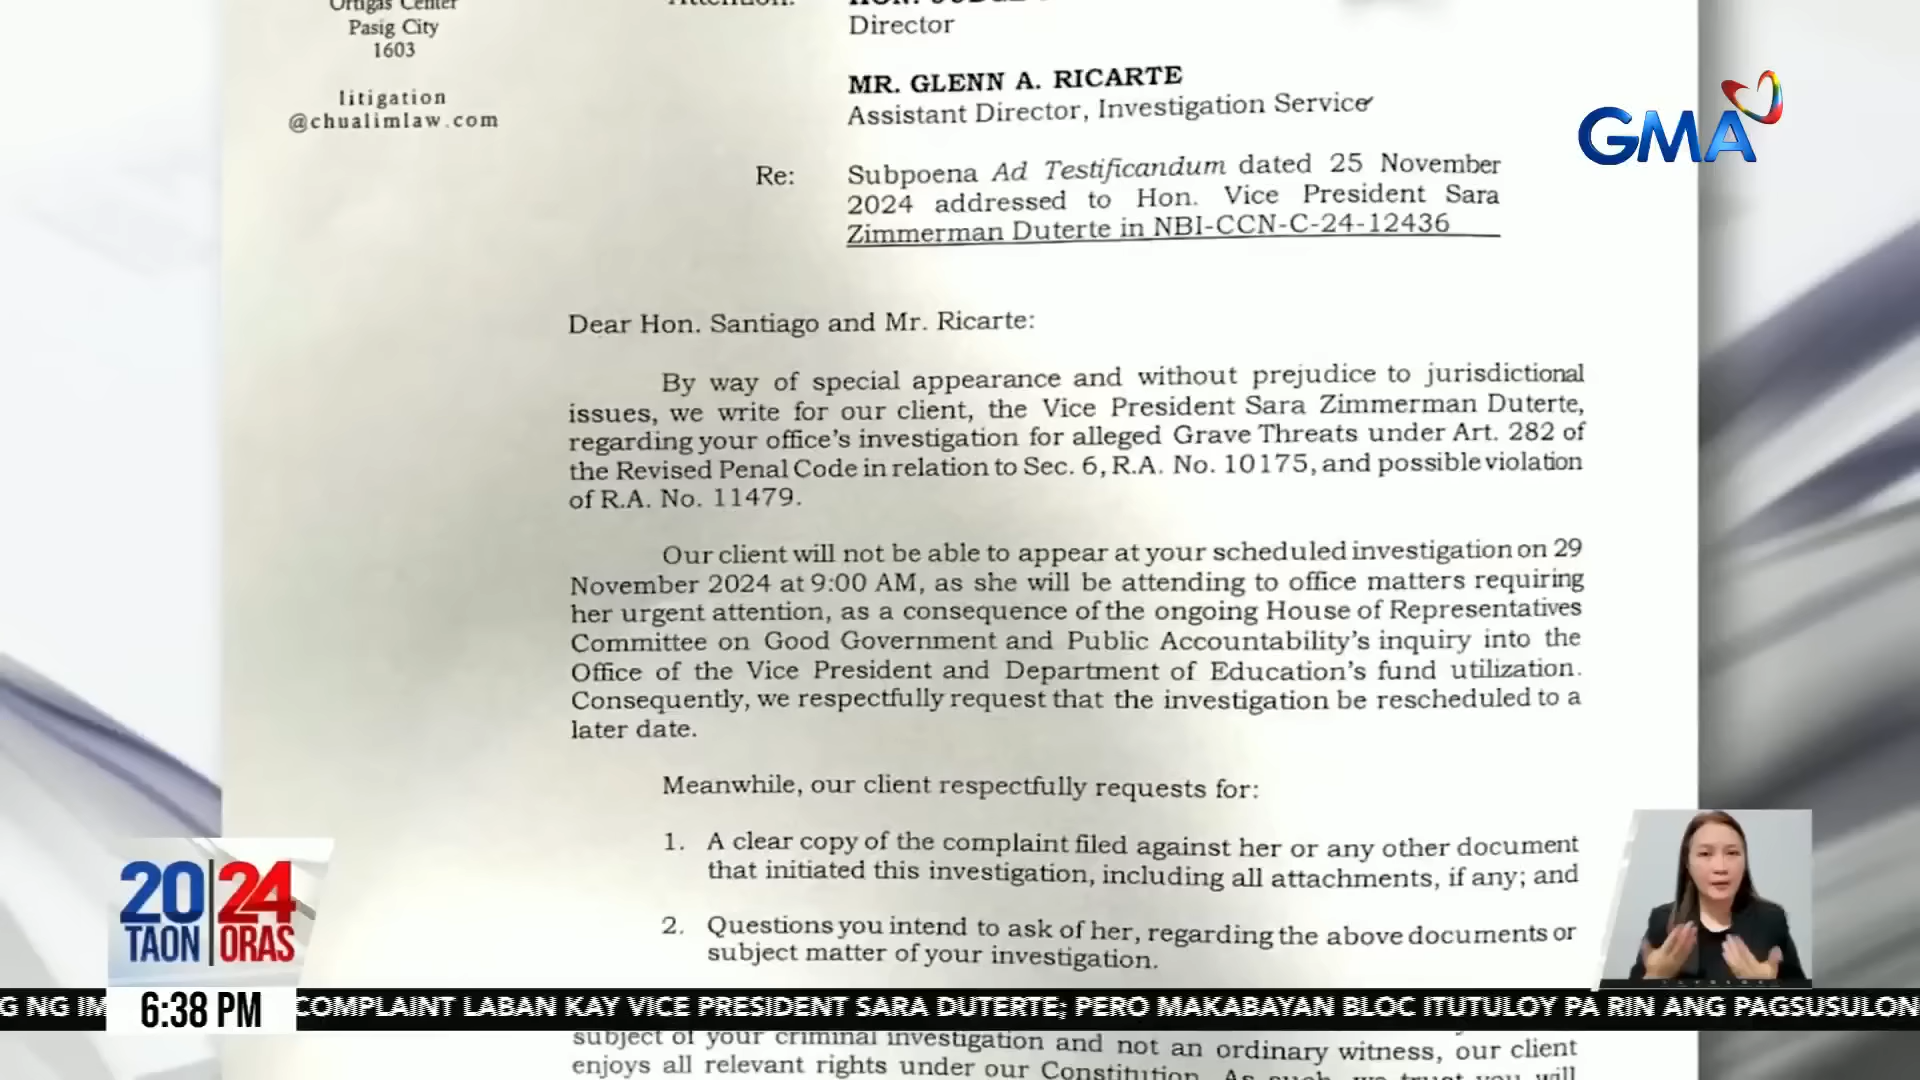 Ortigas Center
Pasig City
1603
litigation
@chualimlaw.com
Attention:
Director
MR. GLENN A. RICARTE
Assistant Director, Investigation Service
Re: Subpoena Ad Testificandum dated 25 November
2024 addressed to Hon. Vice President Sara
Zimmerman Duterte in NBI-CCN-C-24-12436
Dear Hon. Santiago and Mr. Ricarte:
By way of special appearance and without prejudice to jurisdictional
issues, we write for our client, the Vice President Sara Zimmerman Duterte,
regarding your office's investigation for alleged Grave Threats under Art. 282 of
the Revised Penal Code in relation to Sec. 6, R.A. No. 10175, and possible violation
of R.A. No. 11479.
Our client will not be able to appear at your scheduled investigation on 29
November 2024 at 9:00 AM, as she will be attending to office matters requiring
her urgent attention, as a consequence of the ongoing House of Representatives
Committee on Good Government and Public Accountability's inquiry into the
Office of the Vice President and Department of Education's fund utilization.
Consequently, we respectfully request that the investigation be rescheduled to a
later date.
Meanwhile, our client respectfully requests for:
1. A clear copy of the complaint filed against her or any other document
that initiated this investigation, including all attachments, if any; and
2. Questions you intend to ask of her, regarding the above documents or
subject matter of your investigation.
subject of your criminal investigation and not an ordinary witness, our client
enjoys all relevant rights under our Constitution. As such, we trust you will
GMA
20 24
TAON ORAS
6:38 PM
G NG IM
COMPLAINT LABAN KAY VICE PRESIDENT SARA DUTERTE; PERO MAKABAYAN BLOC ITUTULOY PA RIN ANG PAGSUSULON